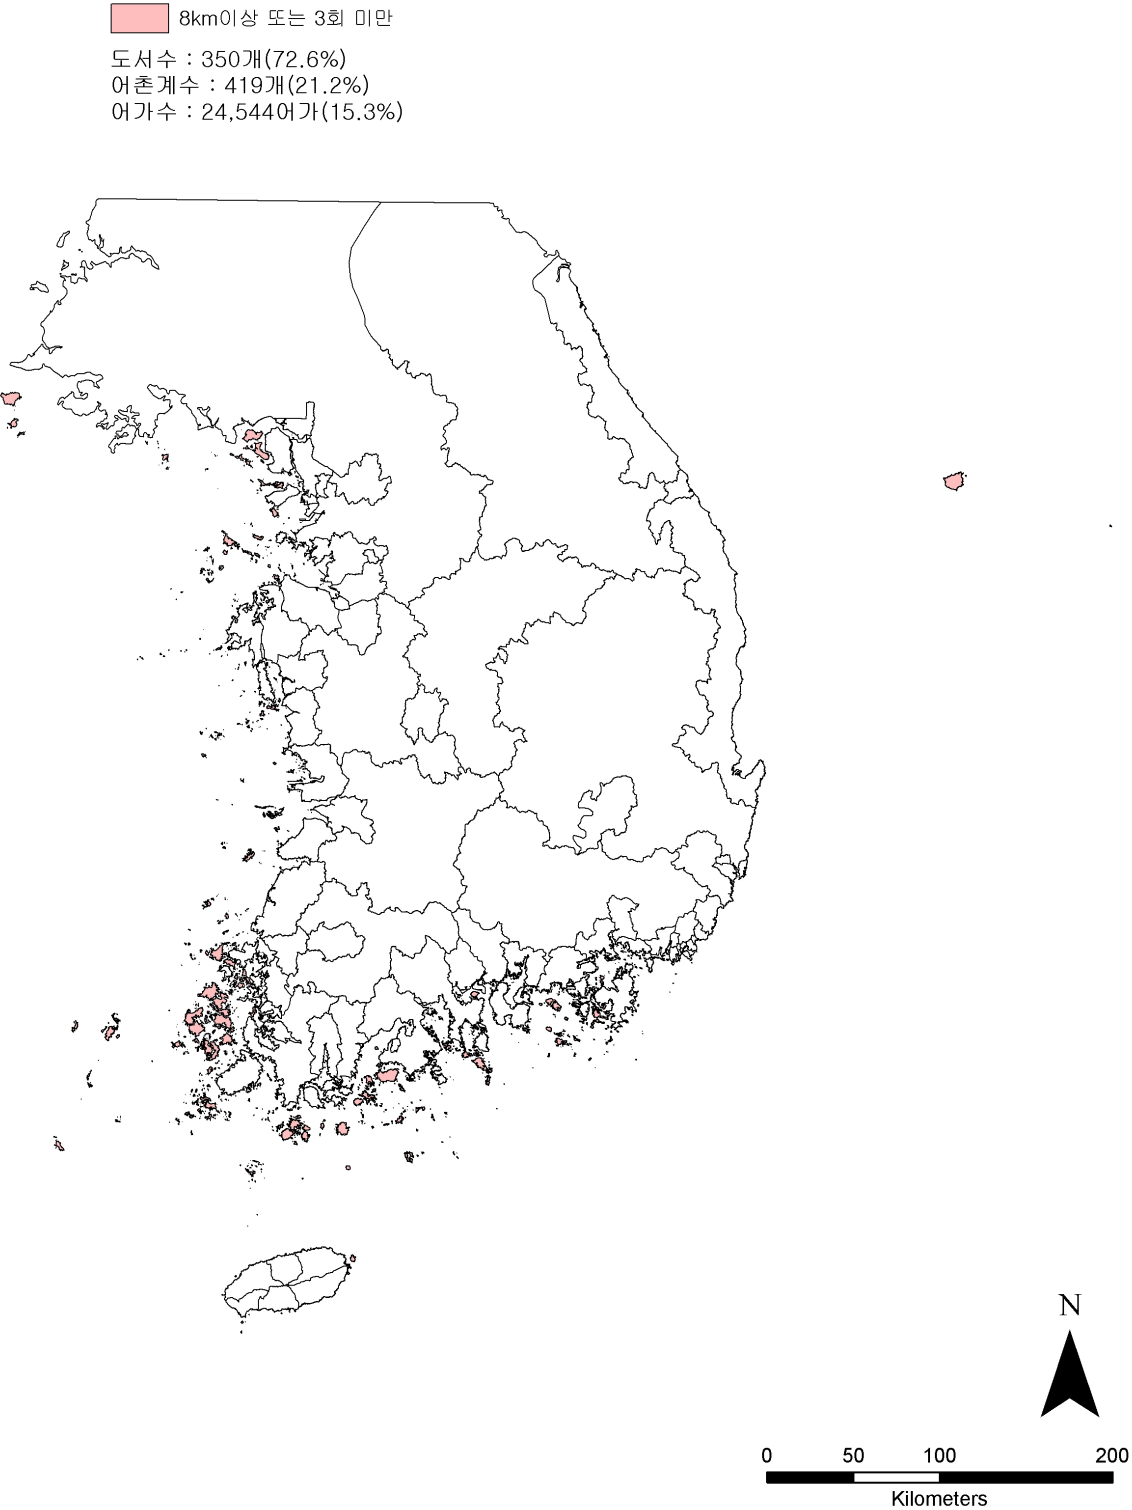 8km이상 또는 3회 미만
도서수 : 350개(72.6%)
어촌계수 : 419개(21.2%)
어가수 : 24,544어가(15.3%)
N
0 50 100 200
Kilometers